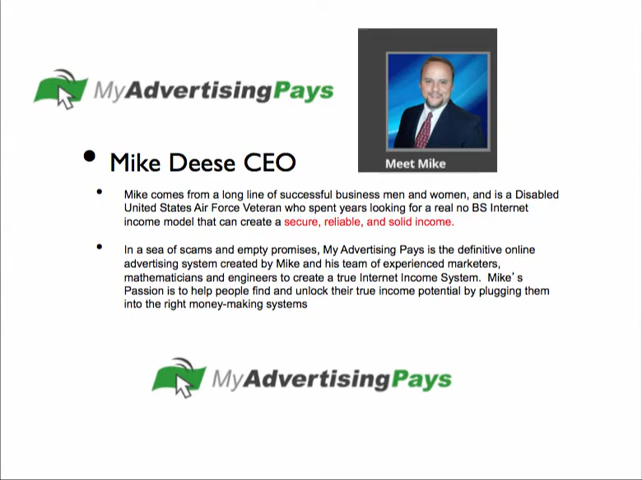 MyAdvertisingPays
Meet Mike
• Mike Deese CEO
• Mike comes from a long line of successful business men and women, and is a Disabled
United States Air Force Veteran who spent years looking for a real no BS Internet
income model that can create a secure, reliable, and solid income.
• In a sea of scams and empty promises, My Advertising Pays is the definitive online
advertising system created by Mike and his team of experienced marketers,
mathematicians and engineers to create a true Internet Income System. Mike's
Passion is to help people find and unlock their true income potential by plugging them
into the right money-making systems
MyAdvertisingPays